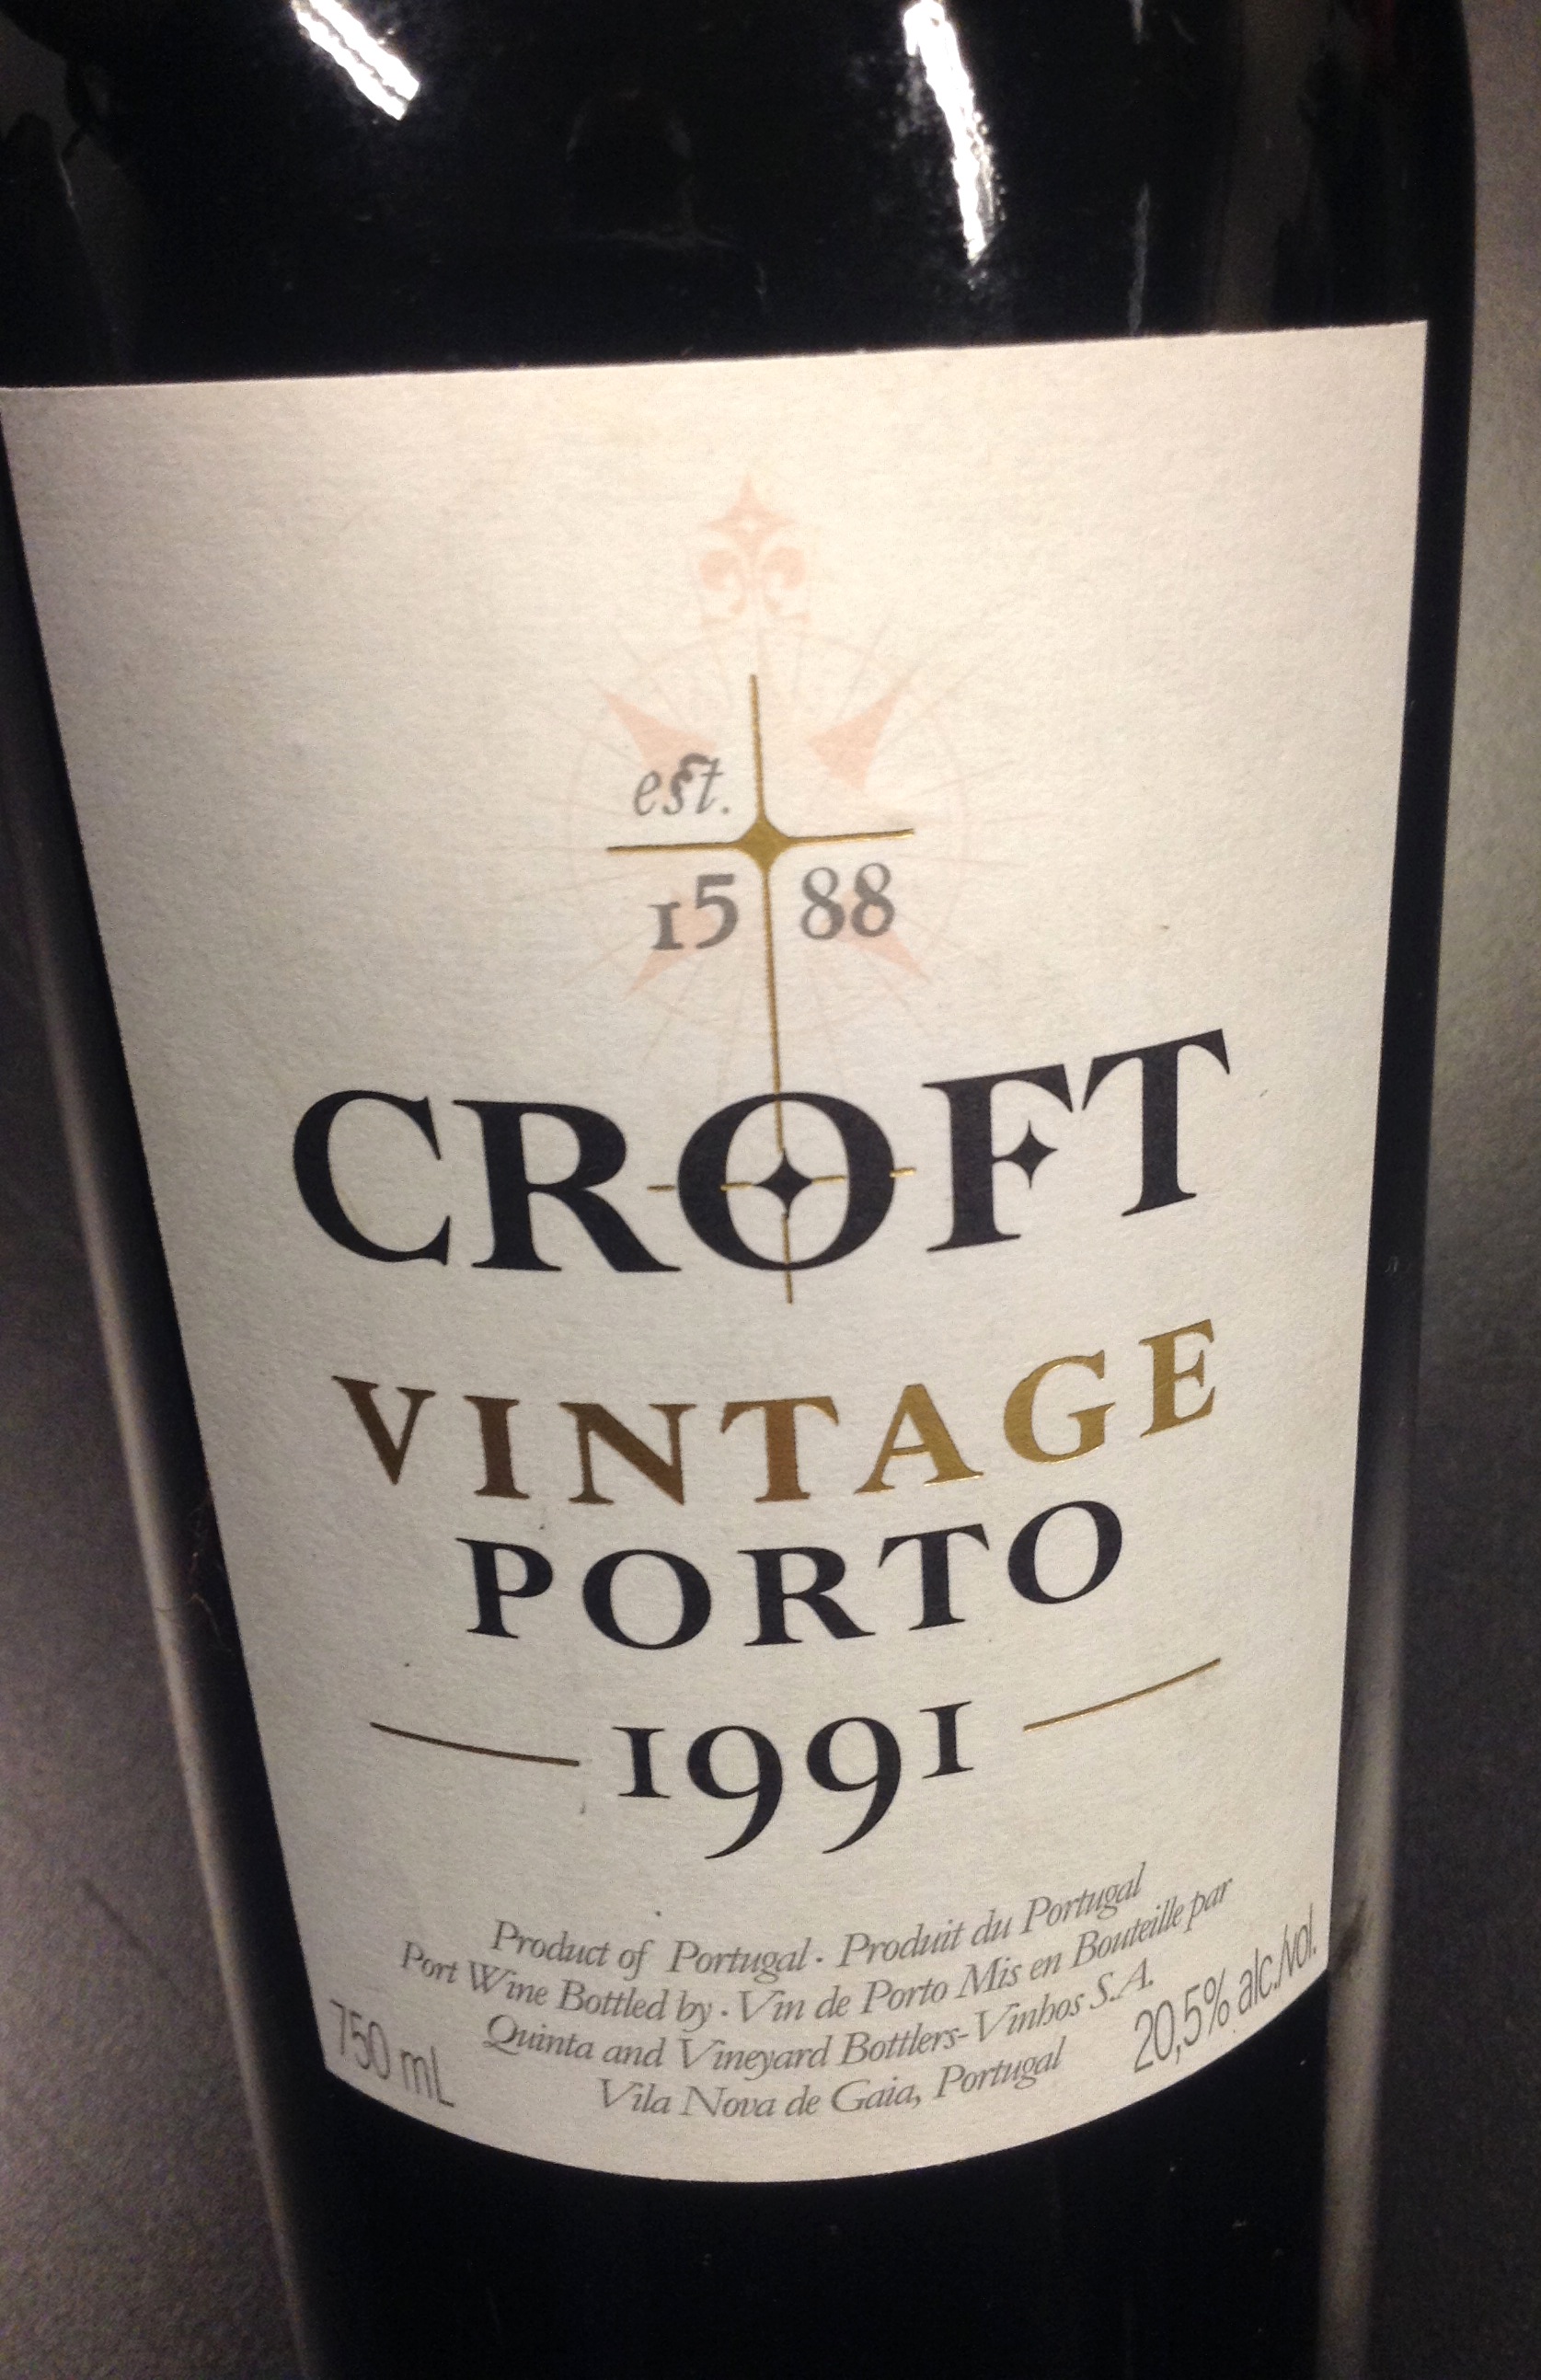 est.
15 88
CROFT
VINTAGE
PORTO
1991
Product of Portugal . Produit du Portugal
Port Wine Bottled by . Vin de Porto Mis en Bouteille par
Quinta and Vineyard Bottlers-Vinhos S.A.
Vila Nova de Gaia, Portugal
750 mL
20,5% alc./vol.